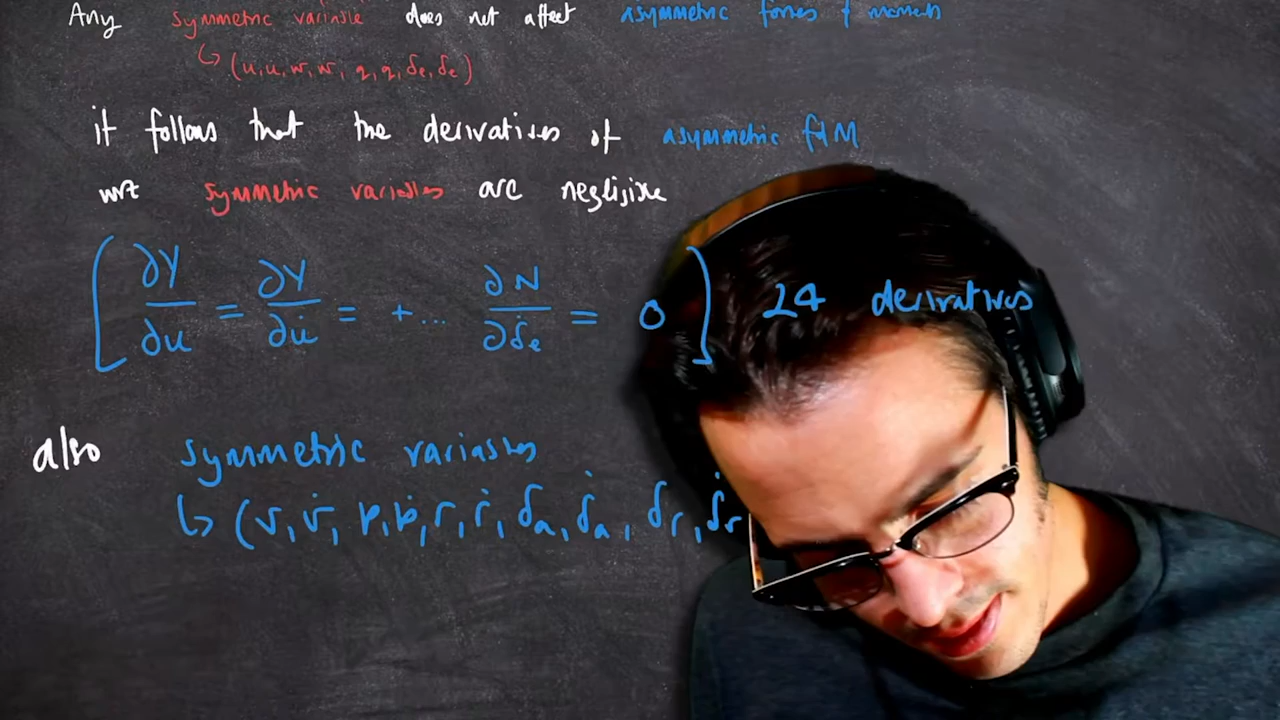 Any symmetric variable does not affect asymmetric forces & moments
↳ (u, u̇, w, ẇ, q, q̇, δe, δ̇e)
it follows that the derivatives of asymmetric f&M
wrt symmetric variables are negligible
[∂Y/∂u = ∂Y/∂u̇ = +... ∂N/∂δ̇e = 0] 24 derivatives
also symmetric variables
↳ (v, v̇, p, ṗ, r, ṙ, δa, δ̇a, δr, δ̇r